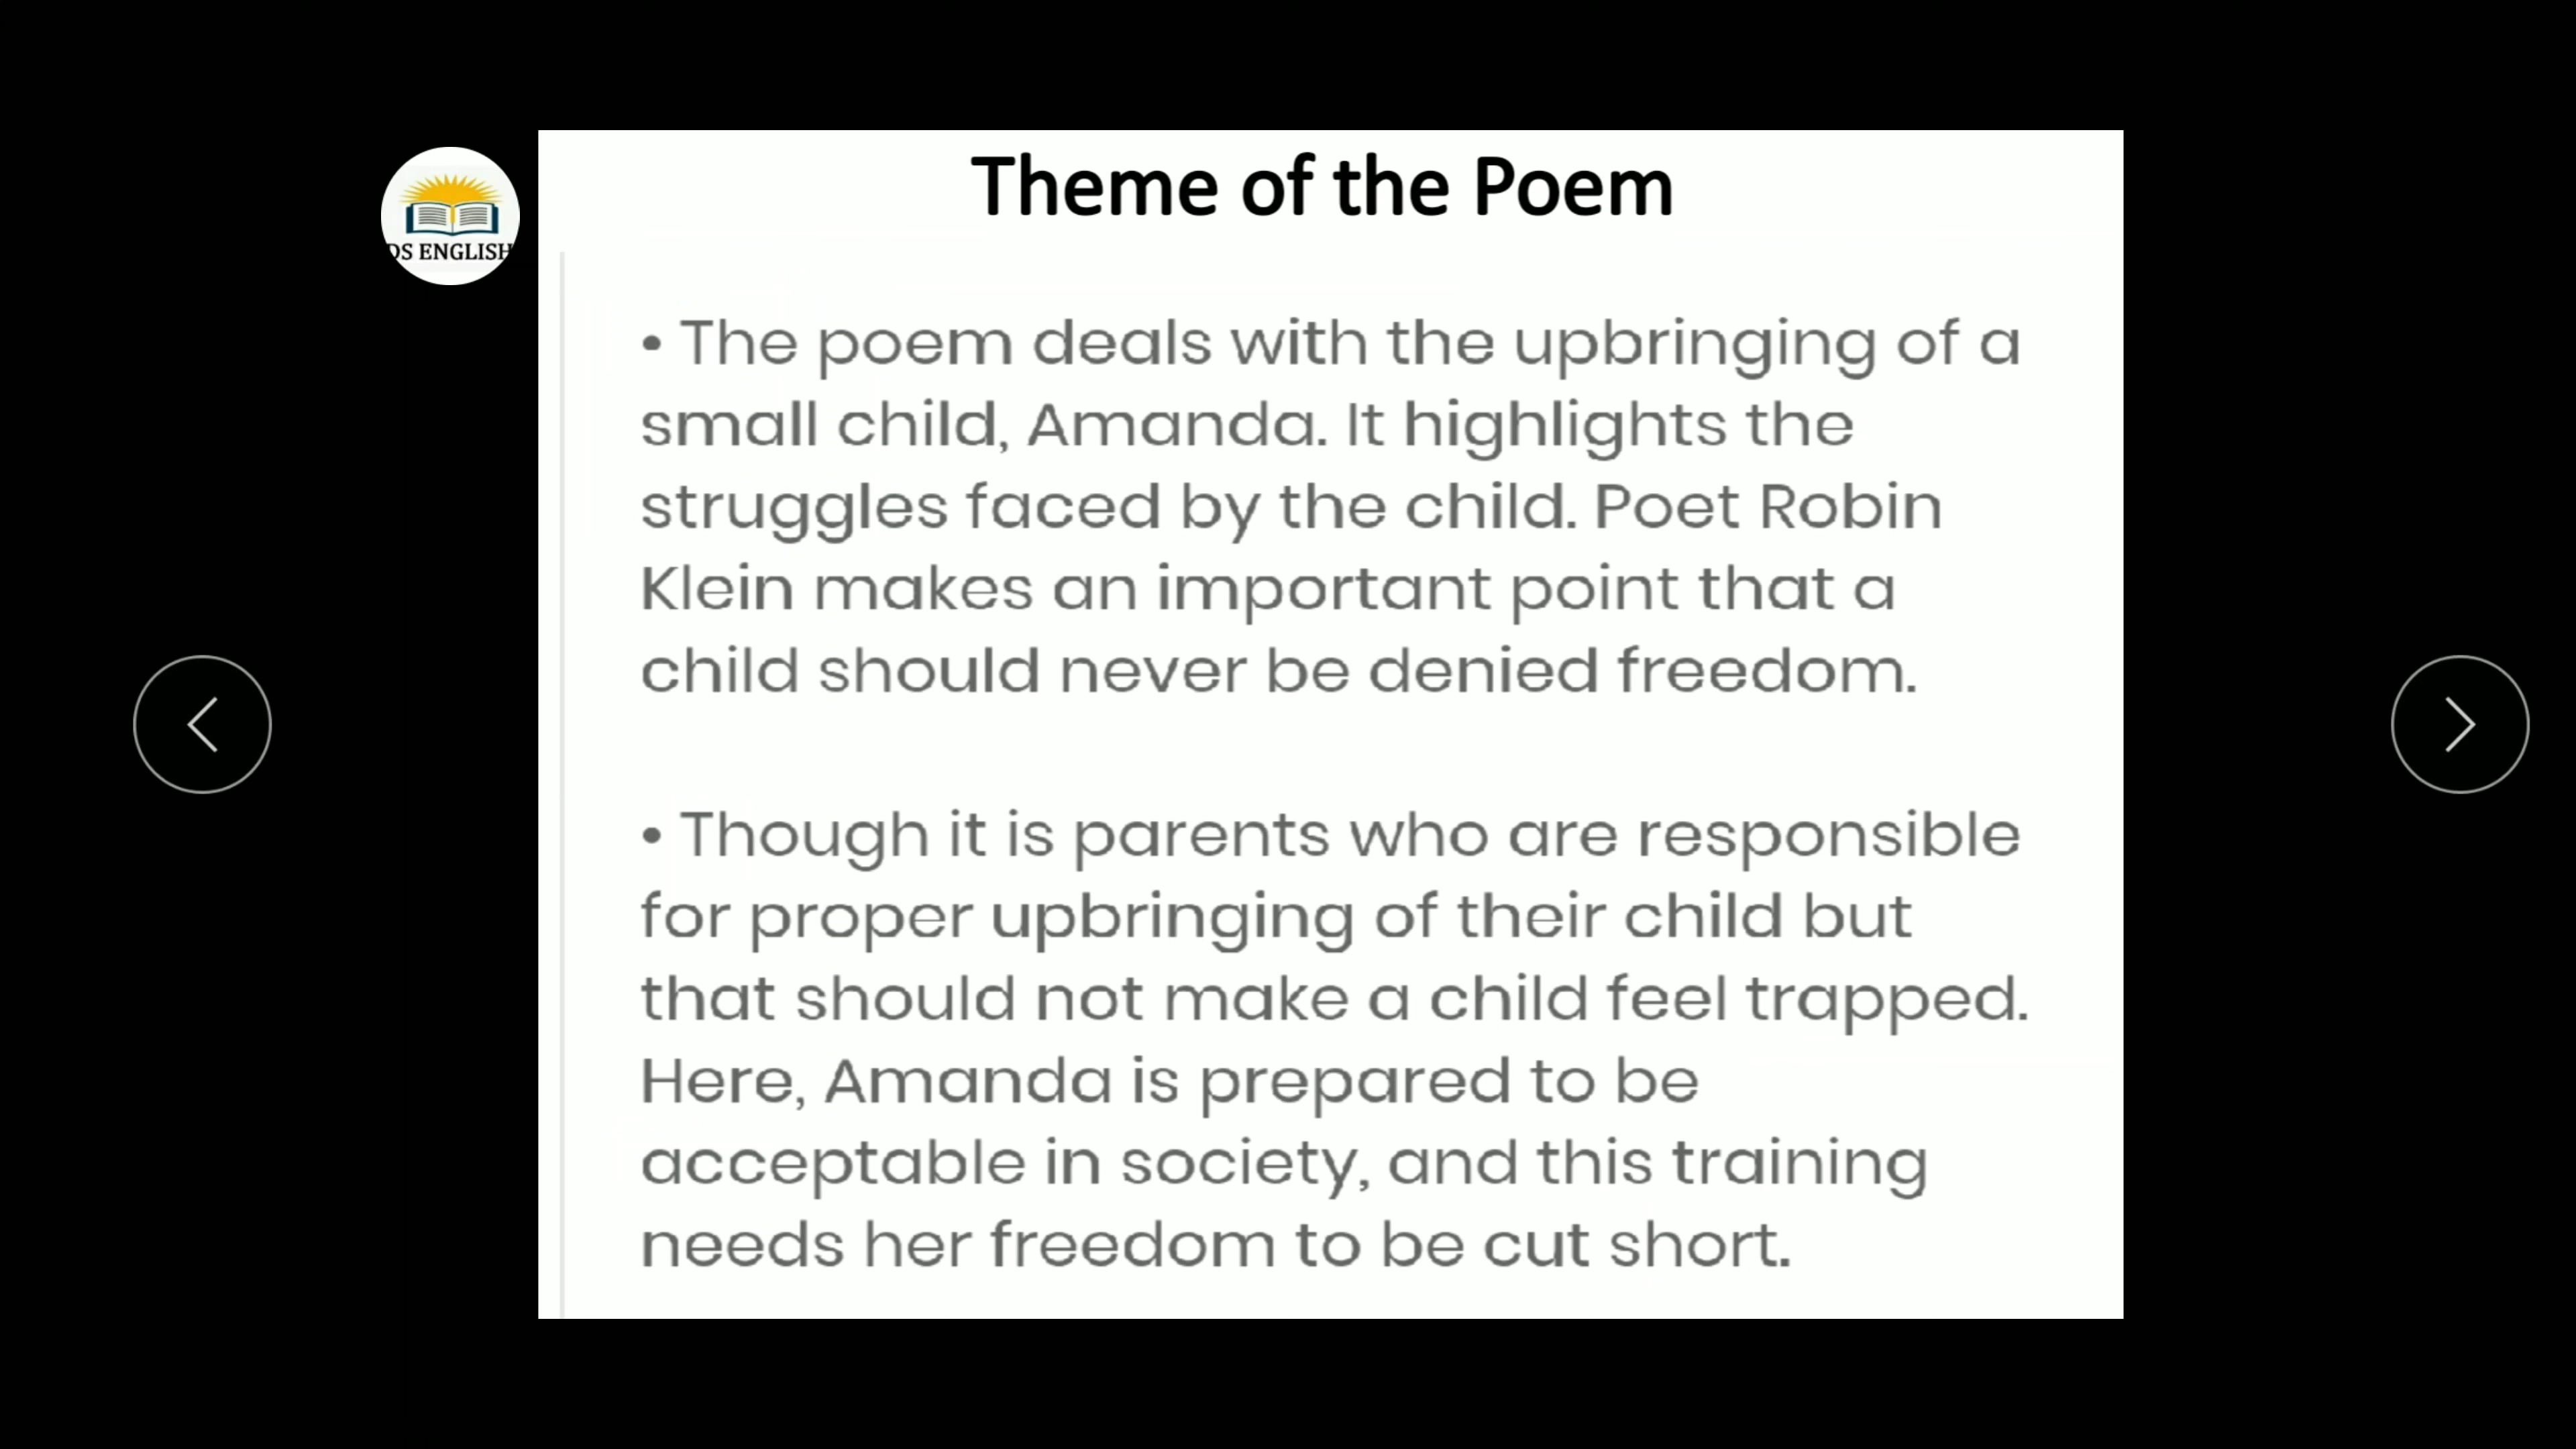 Theme of the Poem
DS ENGLISH
• The poem deals with the upbringing of a
small child, Amanda. It highlights the
struggles faced by the child. Poet Robin
Klein makes an important point that a
child should never be denied freedom.
• Though it is parents who are responsible
for proper upbringing of their child but
that should not make a child feel trapped.
Here, Amanda is prepared to be
acceptable in society, and this training
needs her freedom to be cut short.